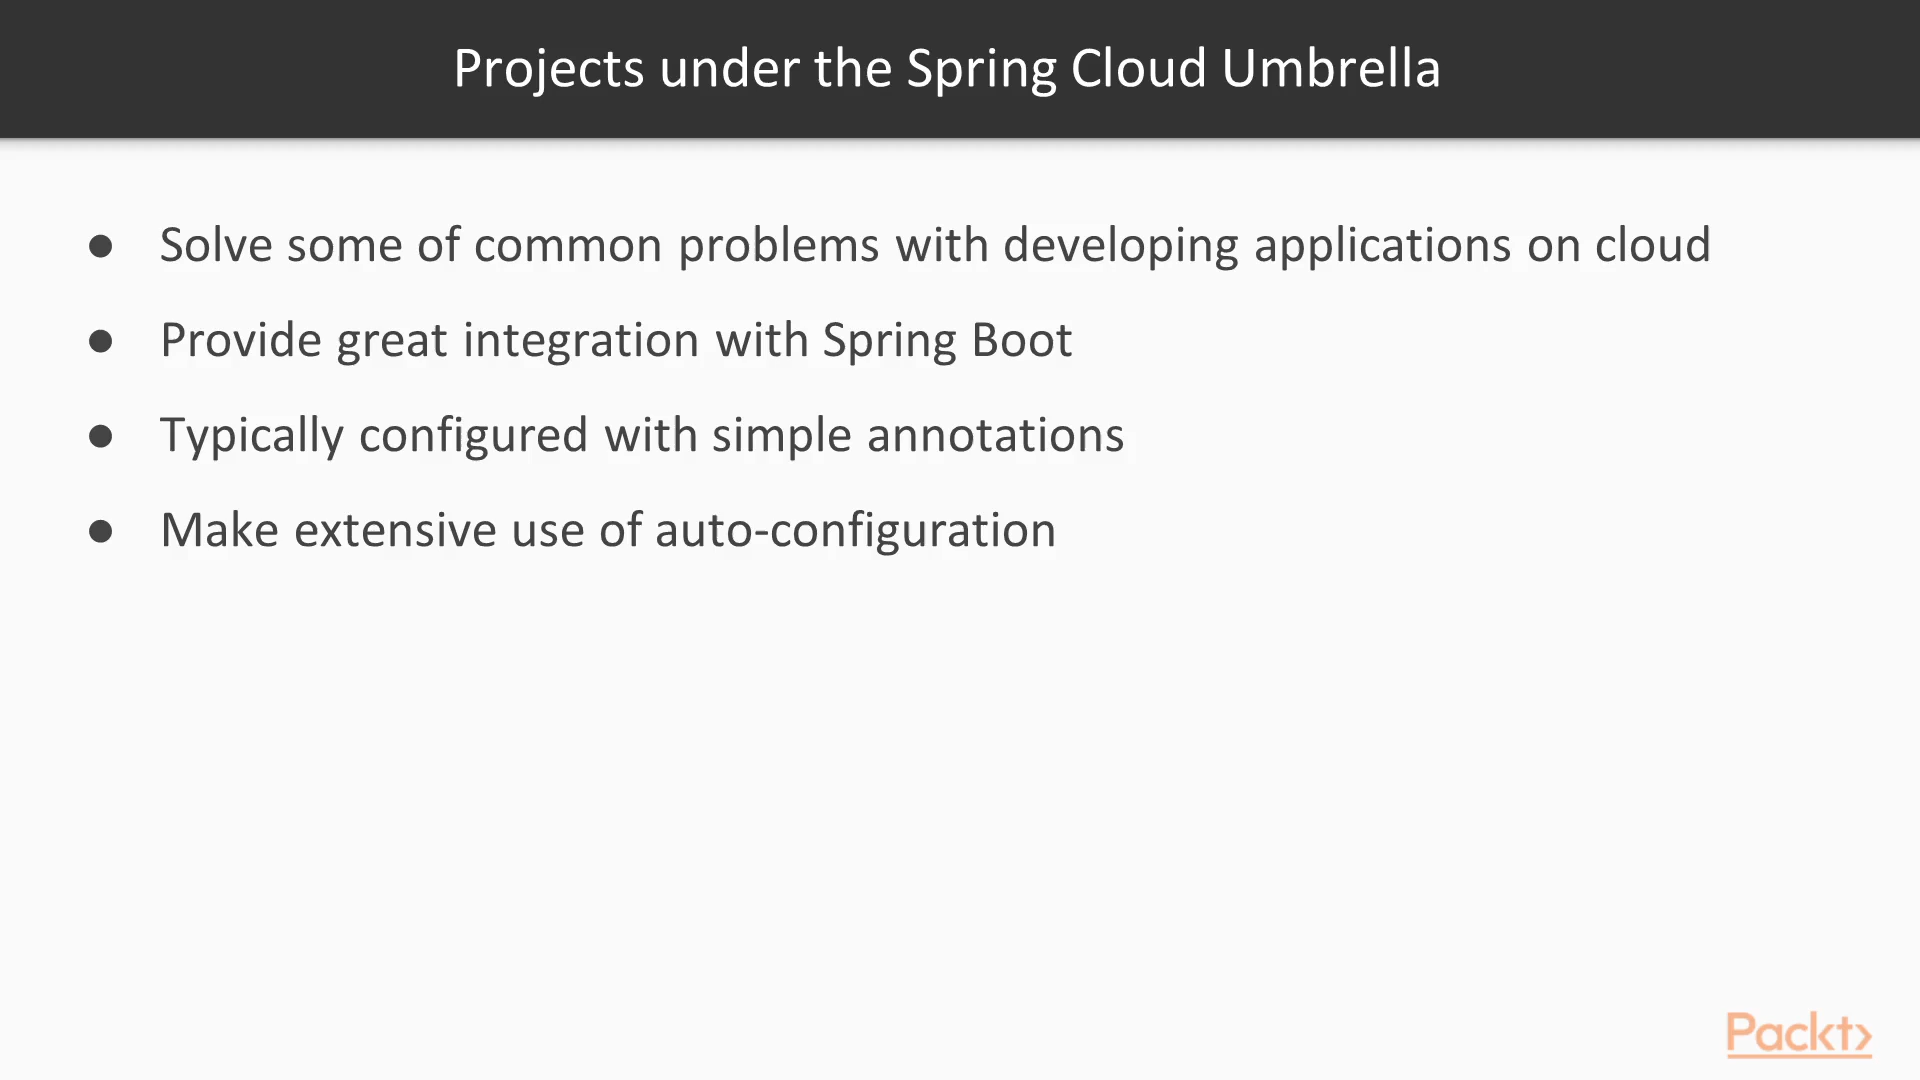 Projects under the Spring Cloud Umbrella
● Solve some of common problems with developing applications on cloud
● Provide great integration with Spring Boot
● Typically configured with simple annotations
● Make extensive use of auto-configuration
Packt>